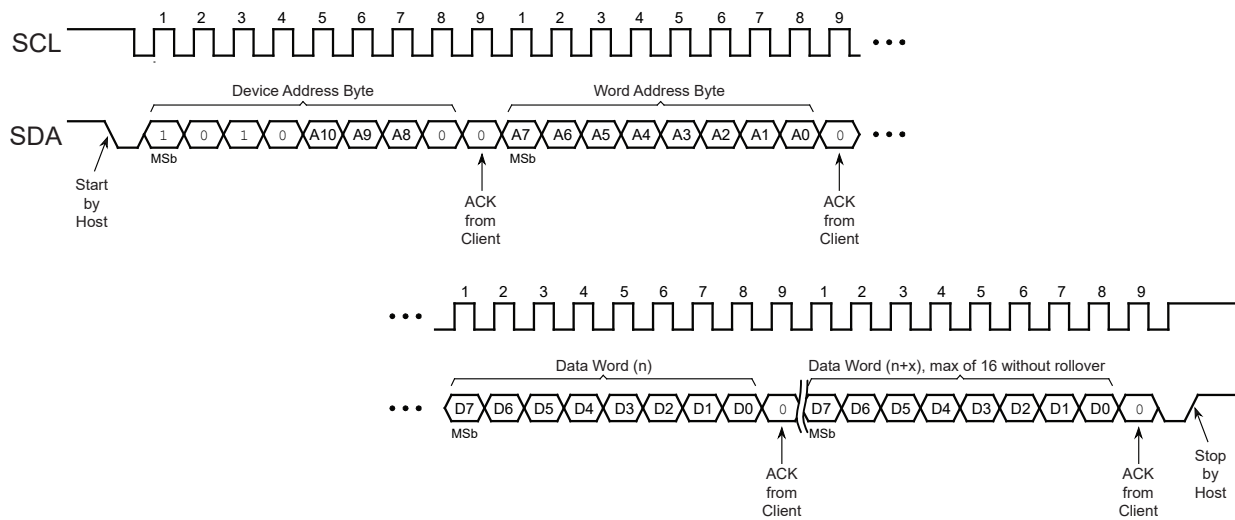 1 2 3 4 5 6 7 8 9 1 2 3 4 5 6 7 8 9
SCL
Device Address Byte Word Address Byte
SDA 1 0 1 0 A10 A9 A8 0 0 A7 A6 A5 A4 A3 A2 A1 A0 0
MSb MSb
Start
by
Host
ACK
from
Client
ACK
from
Client
1 2 3 4 5 6 7 8 9 1 2 3 4 5 6 7 8 9
Data Word (n) Data Word (n+x), max of 16 without rollover
D7 D6 D5 D4 D3 D2 D1 D0 0 D7 D6 D5 D4 D3 D2 D1 D0 0
MSb MSb
ACK
from
Client
ACK
from
Client
Stop
by
Host